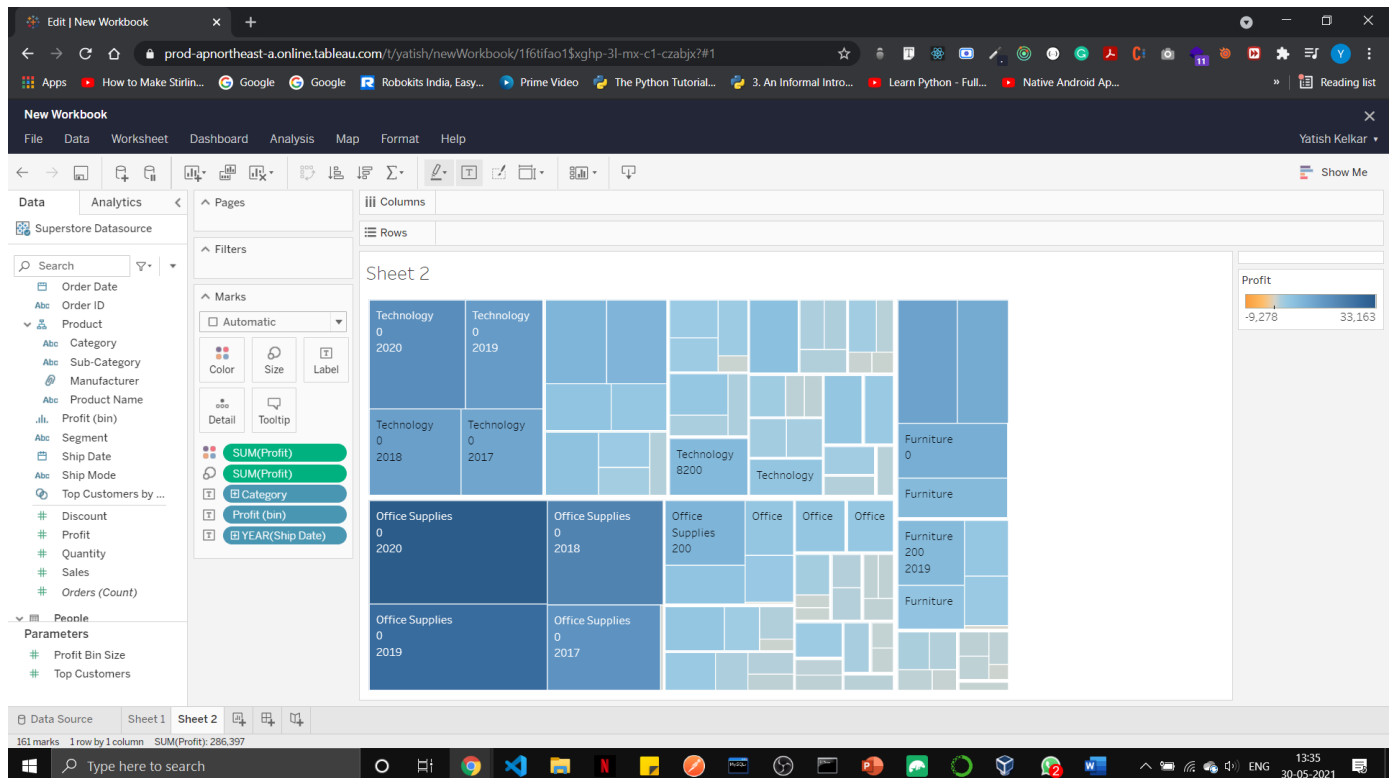 Edit | New Workbook
prod-apnortheast-a.online.tableau.com/t/yatish/newWorkbook/1f6tifao1$xghp-3l-mx-c1-czabjx?#1
11
Y
Apps How to Make Stirlin... Google Google Robokits India, Easy... Prime Video The Python Tutorial... 3. An Informal Intro... Learn Python - Full... Native Android Ap... » Reading list
New Workbook
File Data Worksheet Dashboard Analysis Map Format Help Yatish Kelkar
Show Me
Data Analytics
Superstore Datasource
Search
Order Date
Abc Order ID
Product
Abc Category
Abc Sub-Category
Manufacturer
Abc Product Name
Profit (bin)
Abc Segment
Ship Date
Abc Ship Mode
Top Customers by ...
# Discount
# Profit
# Quantity
# Sales
# Orders (Count)
People
Parameters
# Profit Bin Size
# Top Customers
Pages
Filters
Marks
Automatic
Color Size Label
Detail Tooltip
SUM(Profit)
SUM(Profit)
Category
Profit (bin)
YEAR(Ship Date)
Columns
Rows
Sheet 2
Technology
0
2020
Technology
0
2019
Technology
0
2018
Technology
0
2017
Technology
8200
Technology
Furniture
0
Furniture
Office Supplies
0
2020
Office Supplies
0
2018
Office
Supplies
200
Office
Office
Office
Furniture
200
2019
Furniture
Office Supplies
0
2019
Office Supplies
0
2017
Profit
-9,278 33,163
Data Source Sheet 1 Sheet 2
161 marks 1 row by 1 column SUM(Profit): 286,397
Type here to search
2
ENG
13:35
30-05-2021